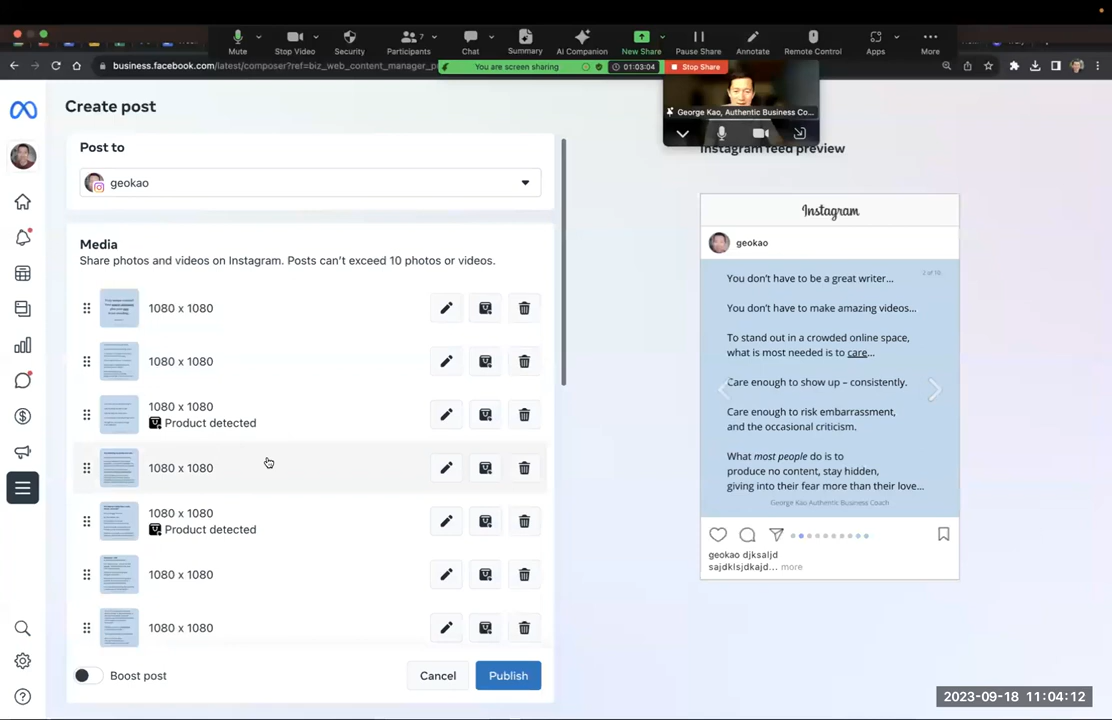 Mute
Stop Video
Security
Participants
7
Chat
Summary
AI Companion
New Share
Pause Share
Annotate
Remote Control
Apps
More
business.facebook.com/latest/composer?ref=biz_web_content_manager_p
You are screen sharing
01:03:04
Stop Share
George Kao, Authentic Business Co...
Create post
Post to
geokao
Media
Share photos and videos on Instagram. Posts can't exceed 10 photos or videos.
1080 x 1080
1080 x 1080
1080 x 1080
Product detected
1080 x 1080
1080 x 1080
Product detected
1080 x 1080
1080 x 1080
Boost post
Cancel
Publish
Instagram feed preview
Instagram
geokao
You don't have to be a great writer...
2 of 10
You don't have to make amazing videos...
To stand out in a crowded online space,
what is most needed is to care...
Care enough to show up – consistently.
Care enough to risk embarrassment,
and the occasional criticism.
What most people do is to
produce no content, stay hidden,
giving into their fear more than their love...
George Kao Authentic Business Coach
geokao djksaljd
sajdklsjdkajd... more
2023-09-18 11:04:12